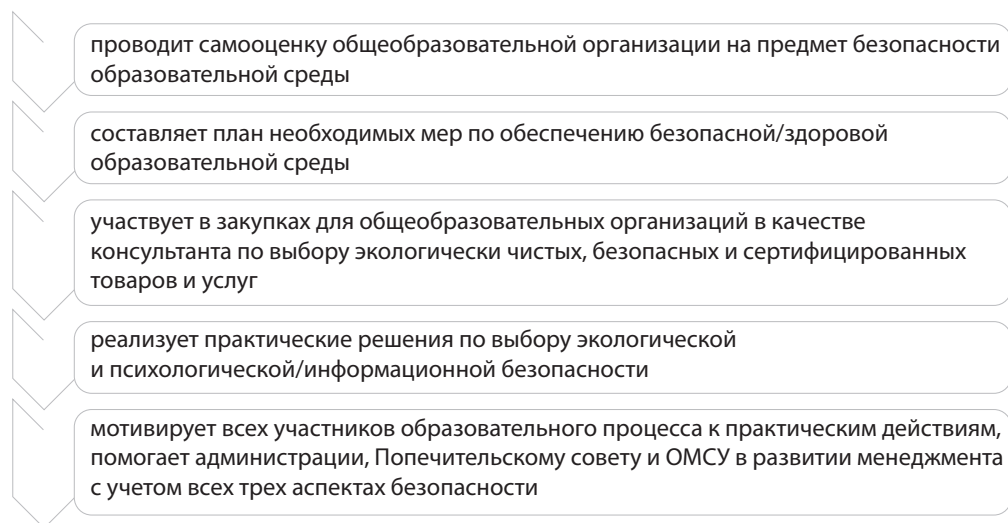 проводит самооценку общеобразовательной организации на предмет безопасности
образовательной среды
составляет план необходимых мер по обеспечению безопасной/здоровой
образовательной среды
участвует в закупках для общеобразовательных организаций в качестве
консультанта по выбору экологически чистых, безопасных и сертифицированных
товаров и услуг
реализует практические решения по выбору экологической
и психологической/информационной безопасности
мотивирует всех участников образовательного процесса к практическим действиям,
помогает администрации, Попечительскому совету и ОМСУ в развитии менеджмента
с учетом всех трех аспектах безопасности